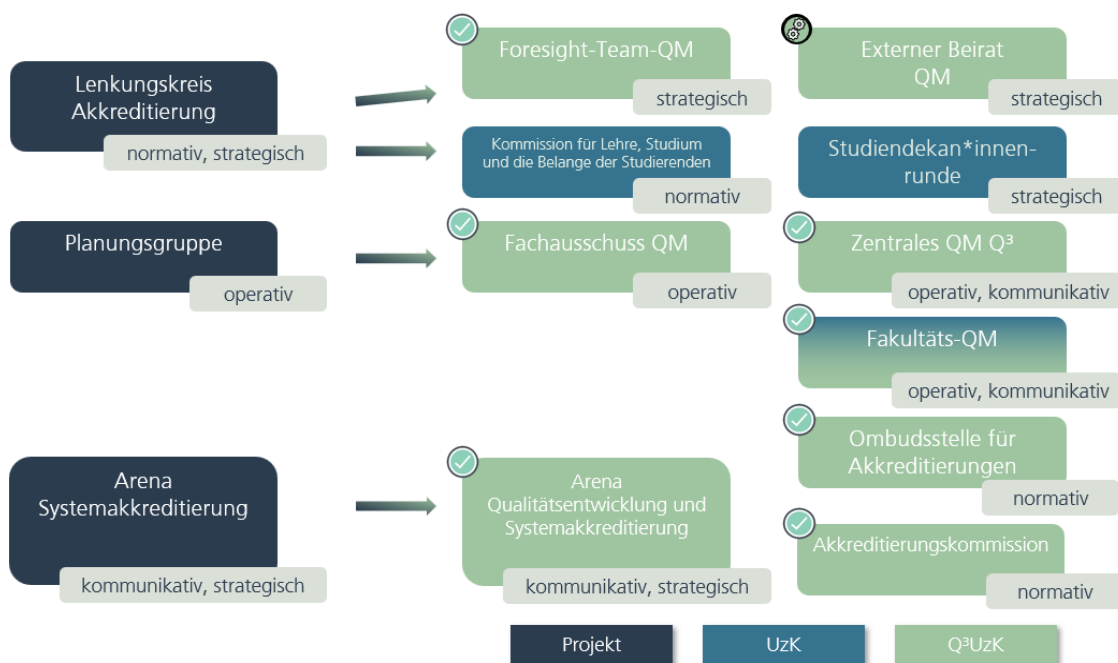 Lenkungskreis
Akkreditierung
normativ, strategisch
Foresight-Team-QM
strategisch
Externer Beirat
QM
strategisch
Kommission für Lehre, Studium
und die Belange der Studierenden
normativ
Studiendekan*innen-
runde
strategisch
Planungsgruppe
operativ
Fachausschuss QM
operativ
Zentrales QM Q³
operativ, kommunikativ
Fakultäts-QM
operativ, kommunikativ
Ombudsstelle für
Akkreditierungen
normativ
Arena
Systemakkreditierung
kommunikativ, strategisch
Arena
Qualitätsentwicklung und
Systemakkreditierung
kommunikativ, strategisch
Akkreditierungskommission
normativ
Projekt
UzK
Q³UzK